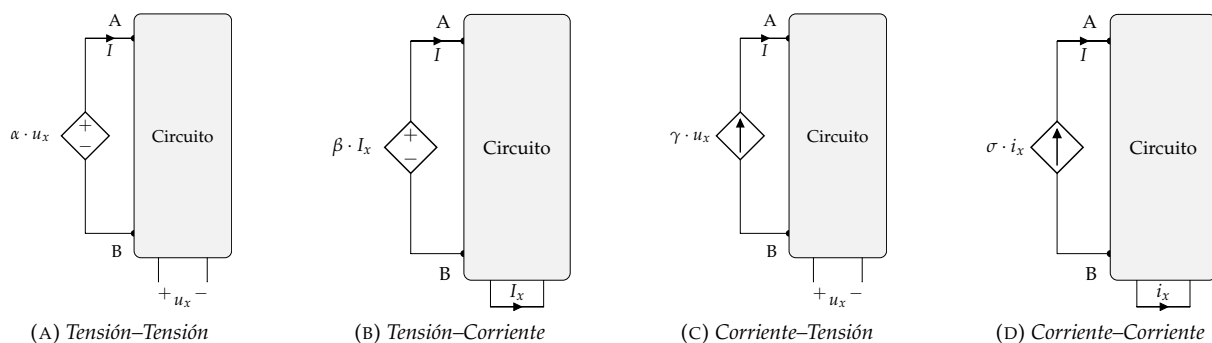 A
I
α · u_x
+
−
Circuito
B
+ u_x −
(A) Tensión–Tensión
A
I
β · I_x
+
−
Circuito
B
I_x
(B) Tensión–Corriente
A
I
γ · u_x
Circuito
B
+ u_x −
(C) Corriente–Tensión
A
I
σ · i_x
Circuito
B
i_x
(D) Corriente–Corriente